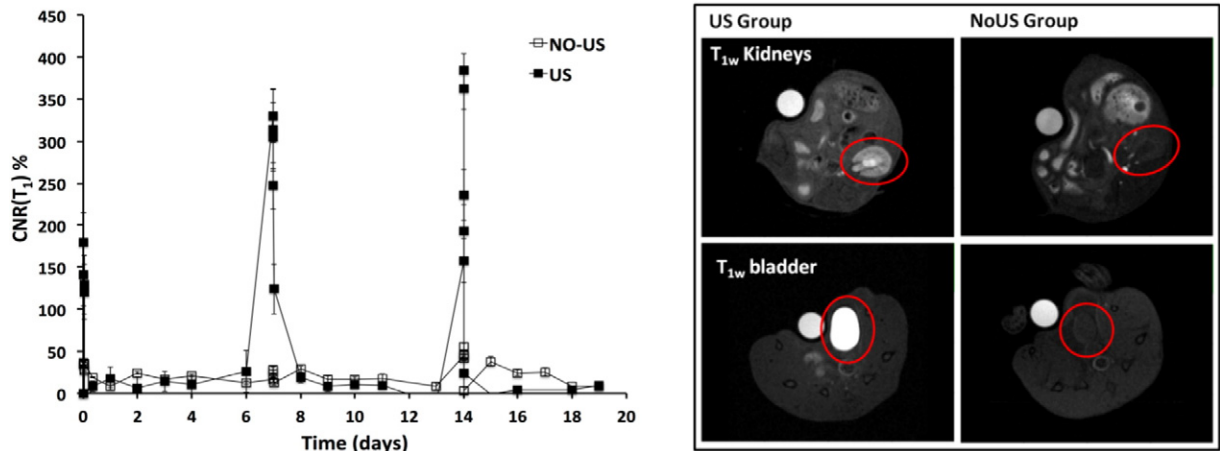 450
400
350
300
250
200
150
100
50
0
CNR(T1) %
NO-US
US
0 2 4 6 8 10 12 14 16 18 20
Time (days)
US Group NoUS Group
T1w Kidneys
T1w bladder